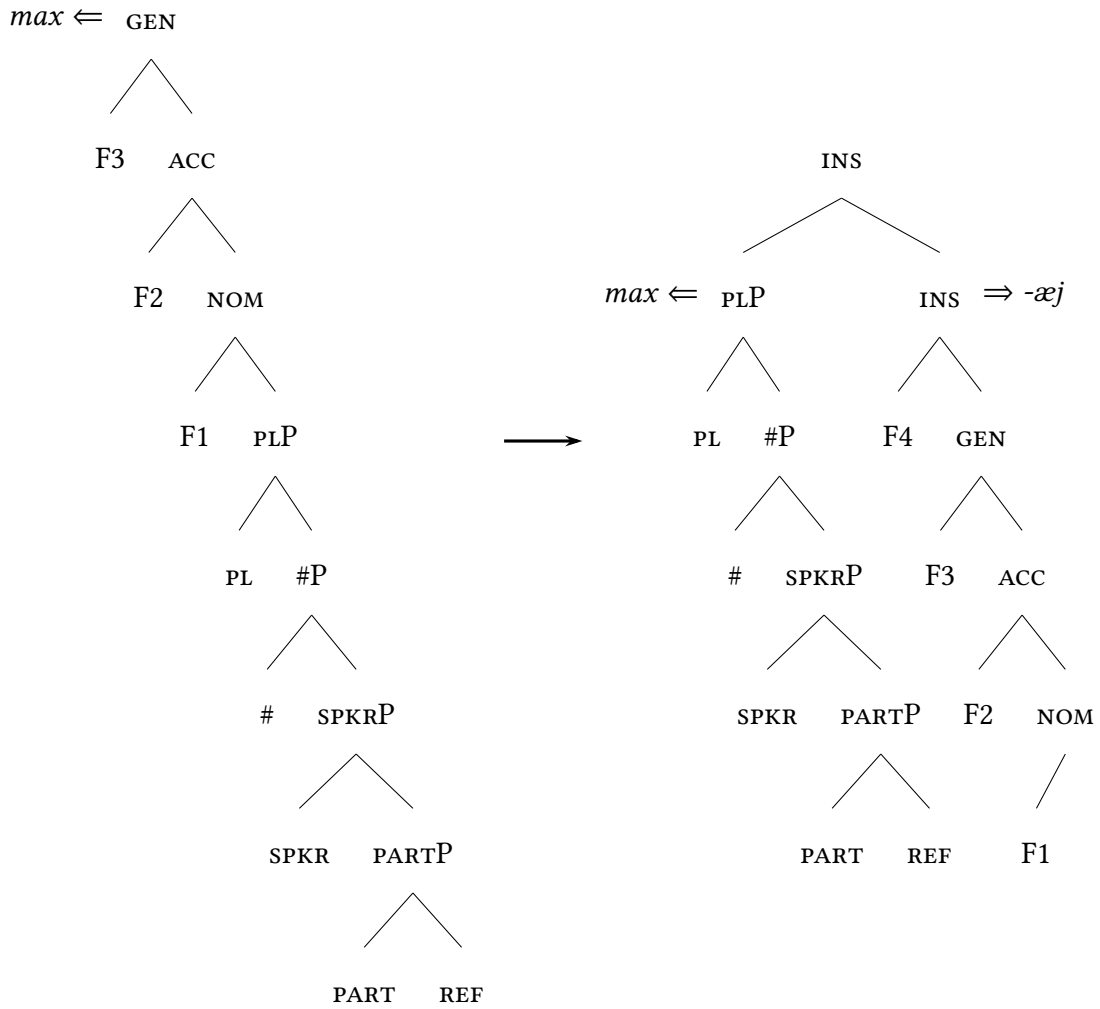 max ⇐ GEN
F3 ACC
INS
F2 NOM
max ⇐ PLP
INS ⇒ -æj
F1 PLP
PL #P
F4 GEN
PL #P
# SPKRP
F3 ACC
# SPKRP
SPKR PARTP
F2 NOM
SPKR PARTP
PART REF
F1
PART REF